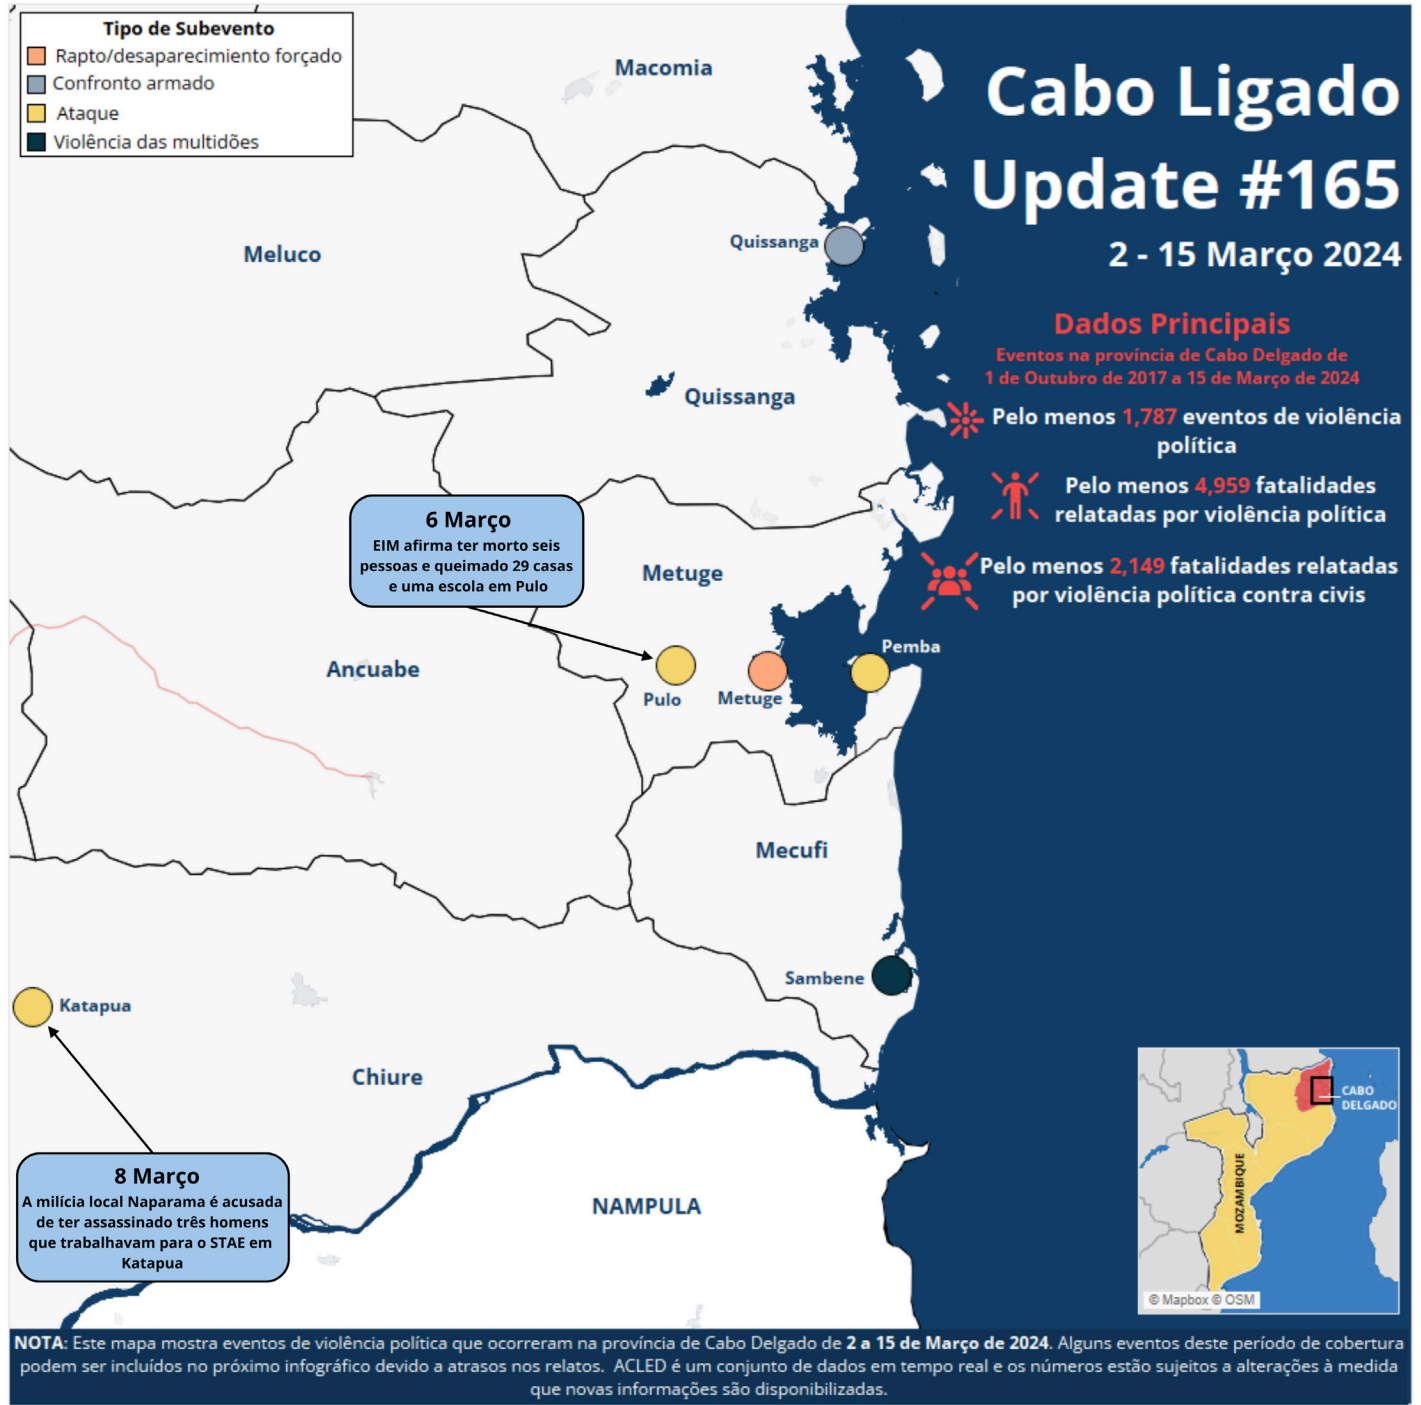 Tipo de Subevento
Rapto/desaparecimiento forçado
Confronto armado
Ataque
Violência das multidões
Cabo Ligado
Update #165
2 - 15 Março 2024
Dados Principais
Eventos na província de Cabo Delgado de
1 de Outubro de 2017 a 15 de Março de 2024
Pelo menos 1,787 eventos de violência
política
Pelo menos 4,959 fatalidades
relatadas por violência política
Pelo menos 2,149 fatalidades relatadas
por violência política contra civis
Macomia
Meluco
Quissanga
Quissanga
6 Março
EIM afirma ter morto seis
pessoas e queimado 29 casas
e uma escola em Pulo
Metuge
Ancuabe
Pulo
Metuge
Pemba
Mecufi
Sambene
Katapua
Chiure
8 Março
A milícia local Naparama é acusada
de ter assassinado três homens
que trabalhavam para o STAE em
Katapua
NAMPULA
CABO
DELGADO
MOZAMBIQUE
© Mapbox © OSM
NOTA: Este mapa mostra eventos de violência política que ocorreram na província de Cabo Delgado de 2 a 15 de Março de 2024. Alguns eventos deste período de cobertura
podem ser incluídos no próximo infográfico devido a atrasos nos relatos. ACLED é um conjunto de dados em tempo real e os números estão sujeitos a alterações à medida
que novas informações são disponibilizadas.